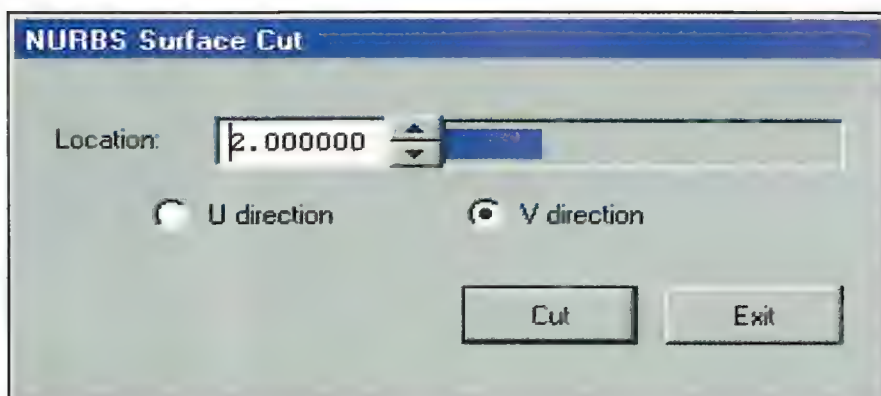 NURBS Surface Cut
Location: 2.000000
U direction V direction
Cut Exit